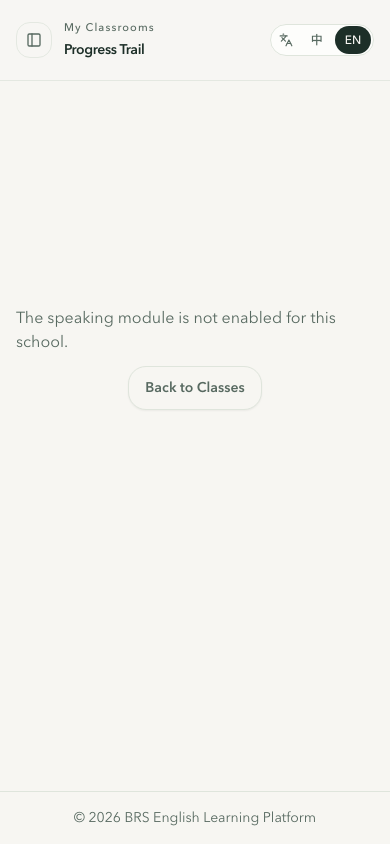 My Classrooms
Progress Trail
中
EN
The speaking module is not enabled for this
school.
Back to Classes
© 2026 BRS English Learning Platform